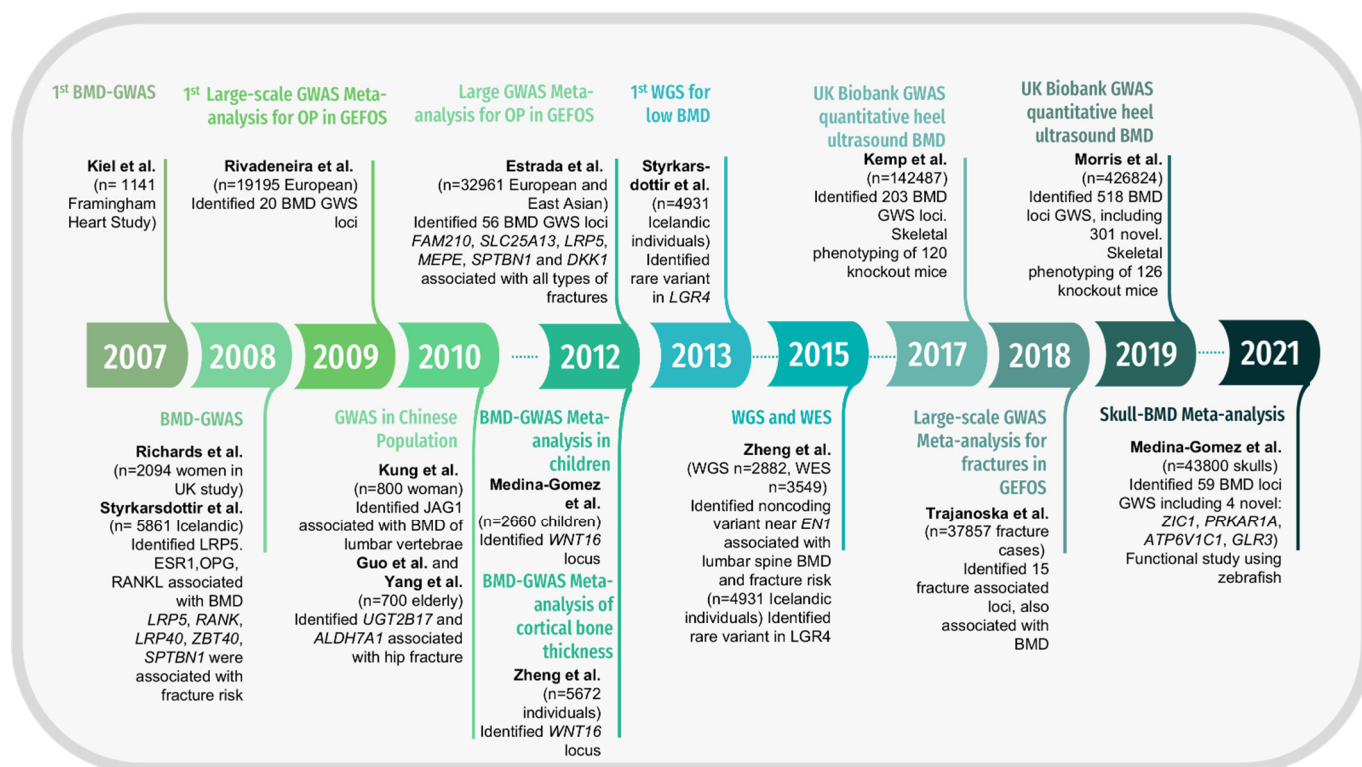 1st BMD-GWAS
Kiel et al.
(n= 1141
Framingham
Heart Study)
1st Large-scale GWAS Meta-
analysis for OP in GEFOS
Rivadeneira et al.
(n=19195 European)
Identified 20 BMD GWS
loci
Large GWAS Meta-
analysis for OP in GEFOS
Estrada et al.
(n=32961 European and
East Asian)
Identified 56 BMD GWS loci
FAM210, SLC25A13, LRP5,
MEPE, SPTBN1 and DKK1
associated with all types of
fractures
1st WGS for
low BMD
Styrkars-
dottir et al.
(n=4931
Icelandic
individuals)
Identified
rare variant
in LGR4
UK Biobank GWAS
quantitative heel
ultrasound BMD
Kemp et al.
(n=142487)
Identified 203 BMD
GWS loci.
Skeletal
phenotyping of 120
knockout mice
UK Biobank GWAS
quantitative heel
ultrasound BMD
Morris et al.
(n=426824)
Identified 518 BMD
loci GWS, including
301 novel.
Skeletal
phenotyping of 126
knockout mice
2007
2008
2009
2010
2012
2013
2015
2017
2018
2019
2021
BMD-GWAS
Richards et al.
(n=2094 women in
UK study)
Styrkarsdottir et al.
(n= 5861 Icelandic)
Identified LRP5.
ESR1,OPG,
RANKL associated
with BMD
LRP5, RANK,
LRP40, ZBT40,
SPTBN1 were
associated with
fracture risk
GWAS in Chinese
Population
Kung et al.
(n=800 woman)
Identified JAG1
associated with BMD of
lumbar vertebrae
Guo et al. and
Yang et al.
(n=700 elderly)
Identified UGT2B17 and
ALDH7A1 associated
with hip fracture
BMD-GWAS Meta-
analysis in
children
Medina-Gomez
et al.
(n=2660 children)
Identified WNT16
locus
BMD-GWAS Meta-
analysis of
cortical bone
thickness
Zheng et al.
(n=5672
individuals)
Identified WNT16
locus
WGS and WES
Zheng et al.
(WGS n=2882, WES
n=3549)
Identified noncoding
variant near EN1
associated with
lumbar spine BMD
and fracture risk
(n=4931 Icelandic
individuals) Identified
rare variant in LGR4
Large-scale GWAS
Meta-analysis for
fractures in
GEFOS
Trajanoska et al.
(n=37857 fracture
cases)
Identified 15
fracture associated
loci, also
associated with
BMD
Skull-BMD Meta-analysis
Medina-Gomez et al.
(n=43800 skulls)
Identified 59 BMD loci
GWS including 4 novel:
ZIC1, PRKAR1A,
ATP6V1C1, GLR3)
Functional study using
zebrafish